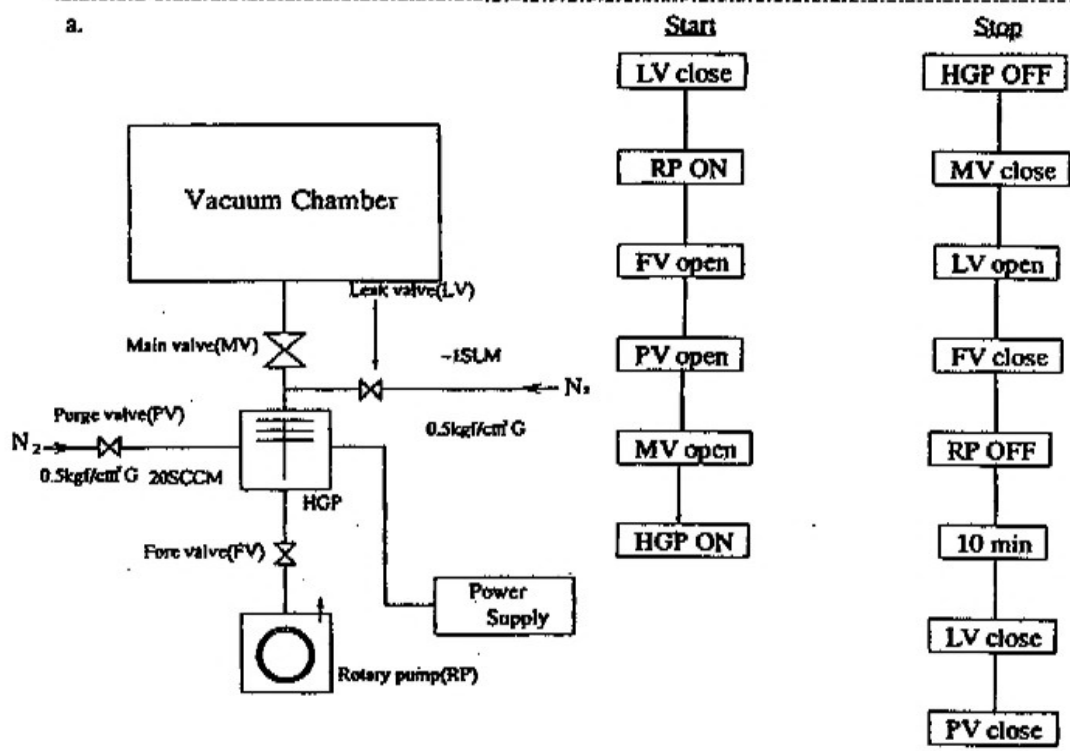 a.
Start
Stop
LV close
HGP OFF
RP ON
MV close
Vacuum Chamber
FV open
LV open
Leak valve(LV)
Main valve(MV)
~1SLM
PV open
FV close
N₂
Purge valve(PV)
0.5kgf/cm² G
N₂
MV open
RP OFF
0.5kgf/cm² G 20SCCM
HGP
HGP ON
10 min
Fore valve(FV)
Power
Supply
LV close
Rotary pump(RP)
PV close